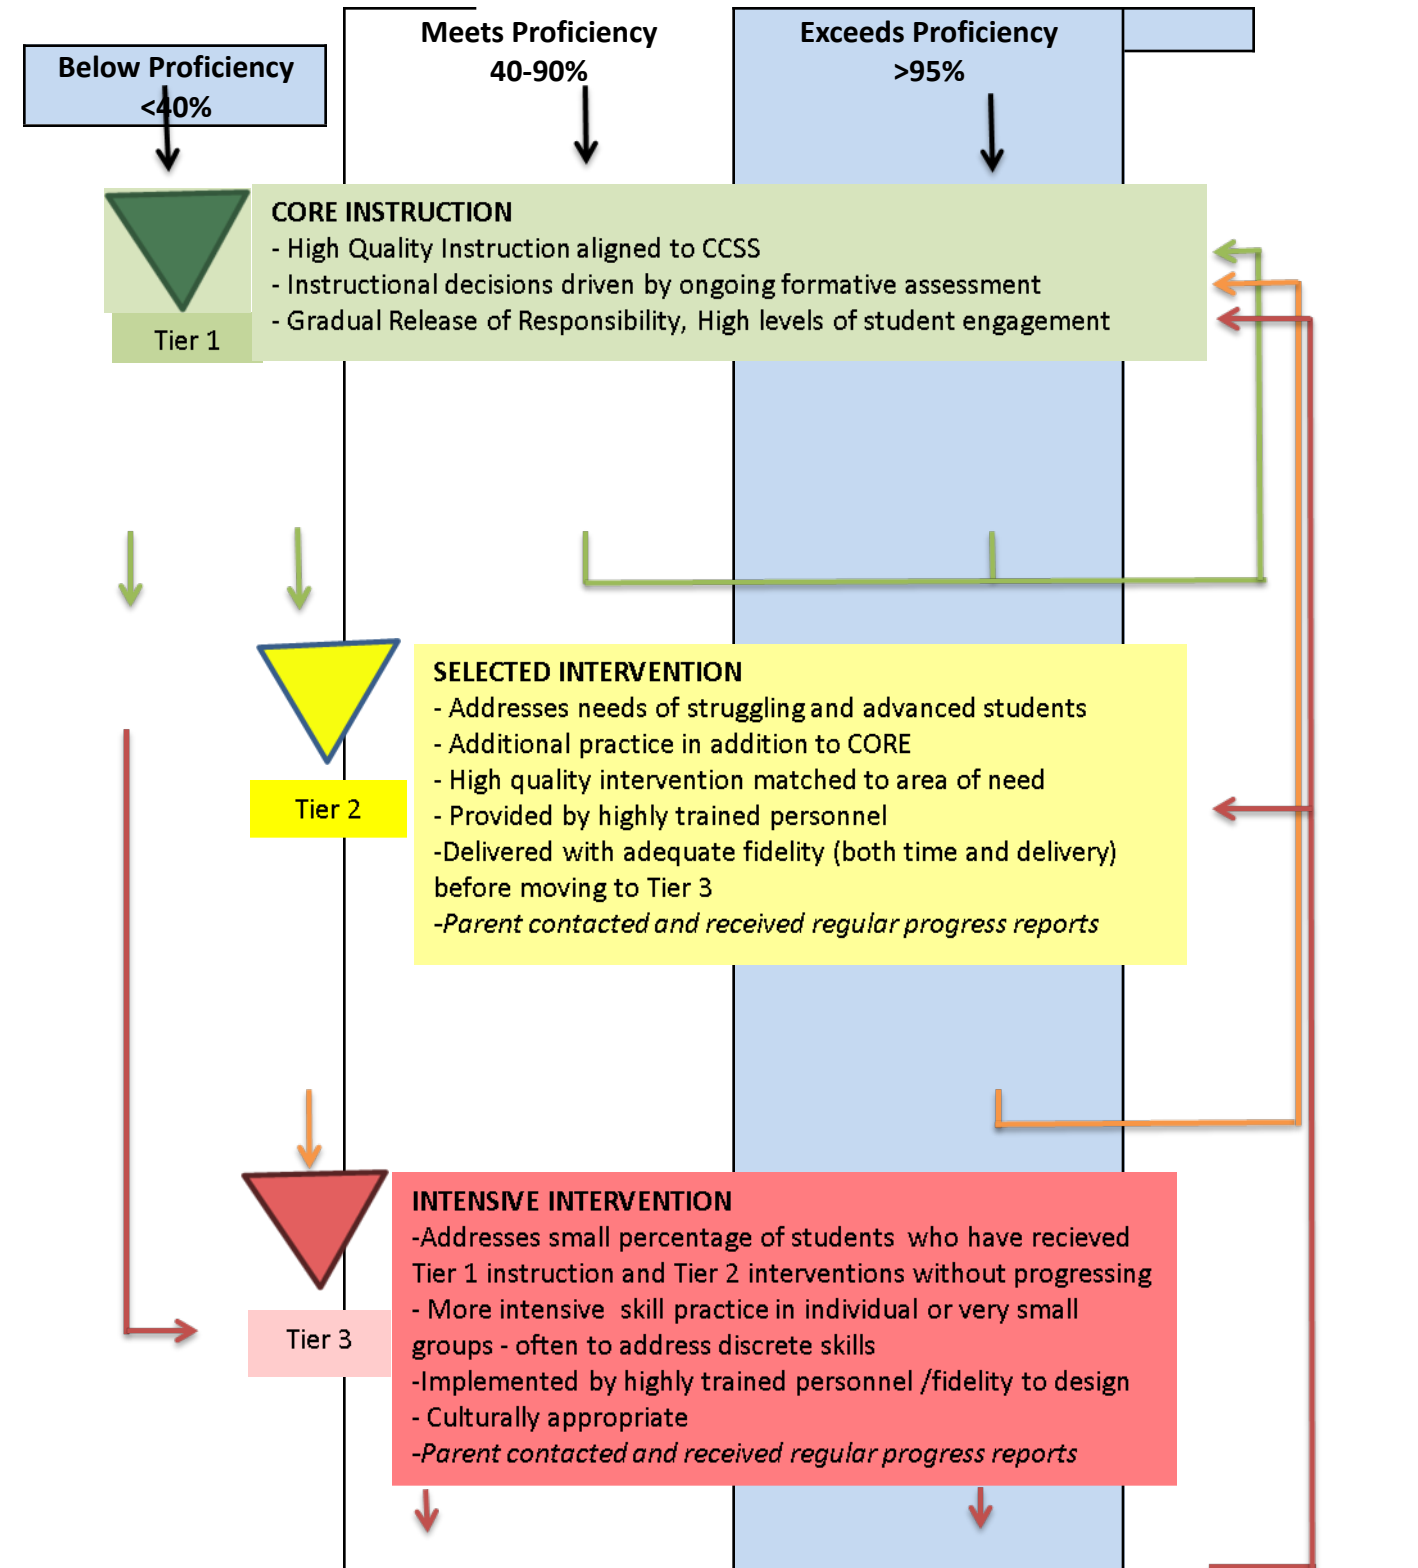 Meets Proficiency
40-90%
Exceeds Proficiency
>95%
Below Proficiency
<40%
CORE INSTRUCTION
- High Quality Instruction aligned to CCSS
- Instructional decisions driven by ongoing formative assessment
- Gradual Release of Responsibility, High levels of student engagement
Tier 1
SELECTED INTERVENTION
- Addresses needs of struggling and advanced students
- Additional practice in addition to CORE
- High quality intervention matched to area of need
- Provided by highly trained personnel
-Delivered with adequate fidelity (both time and delivery)
before moving to Tier 3
-Parent contacted and received regular progress reports
Tier 2
INTENSIVE INTERVENTION
-Addresses small percentage of students who have recieved
Tier 1 instruction and Tier 2 interventions without progressing
- More intensive skill practice in individual or very small
groups - often to address discrete skills
-Implemented by highly trained personnel /fidelity to design
- Culturally appropriate
-Parent contacted and received regular progress reports
Tier 3